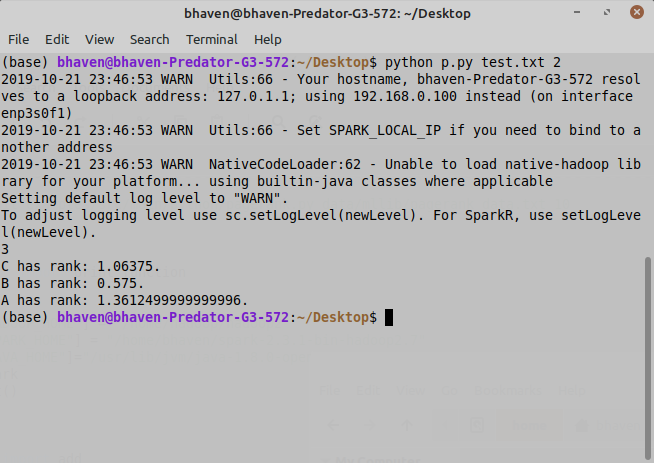 bhaven@bhaven-Predator-G3-572: ~/Desktop
File Edit View Search Terminal Help
(base) bhaven@bhaven-Predator-G3-572:~/Desktop$ python p.py test.txt 2
2019-10-21 23:46:53 WARN  Utils:66 - Your hostname, bhaven-Predator-G3-572 resol
ves to a loopback address: 127.0.1.1; using 192.168.0.100 instead (on interface
enp3s0f1)
2019-10-21 23:46:53 WARN  Utils:66 - Set SPARK_LOCAL_IP if you need to bind to a
nother address
2019-10-21 23:46:53 WARN  NativeCodeLoader:62 - Unable to load native-hadoop lib
rary for your platform... using builtin-java classes where applicable
Setting default log level to "WARN".
To adjust logging level use sc.setLogLevel(newLevel). For SparkR, use setLogLeve
l(newLevel).
3
C has rank: 1.06375.
B has rank: 0.575.
A has rank: 1.3612499999999996.
(base) bhaven@bhaven-Predator-G3-572:~/Desktop$